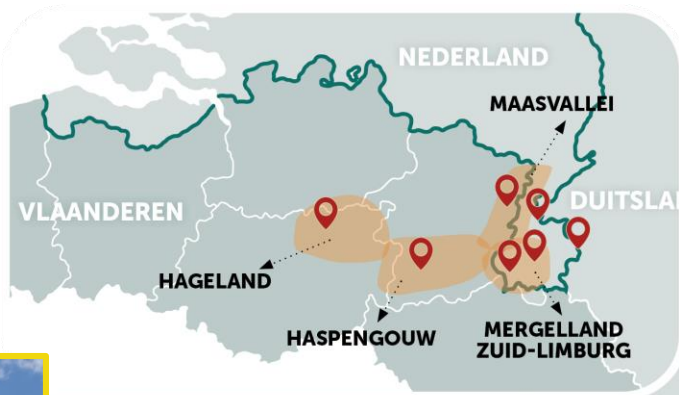 NEDERLAND
MAASVALLEI
VLAANDEREN
DUITSLA
HAGELAND
HASPENGOUW
MERGELLAND
ZUID-LIMBURG